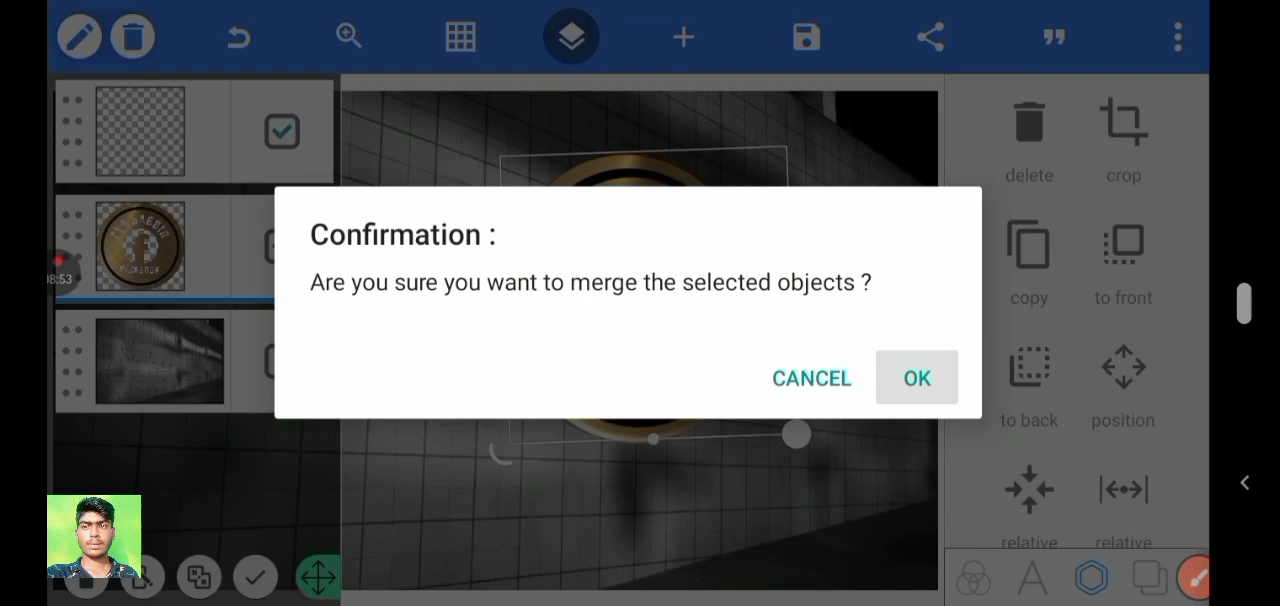 delete
crop
Confirmation :
Are you sure you want to merge the selected objects ?
08:53
copy
to front
CANCEL
OK
to back
position
relative
relative